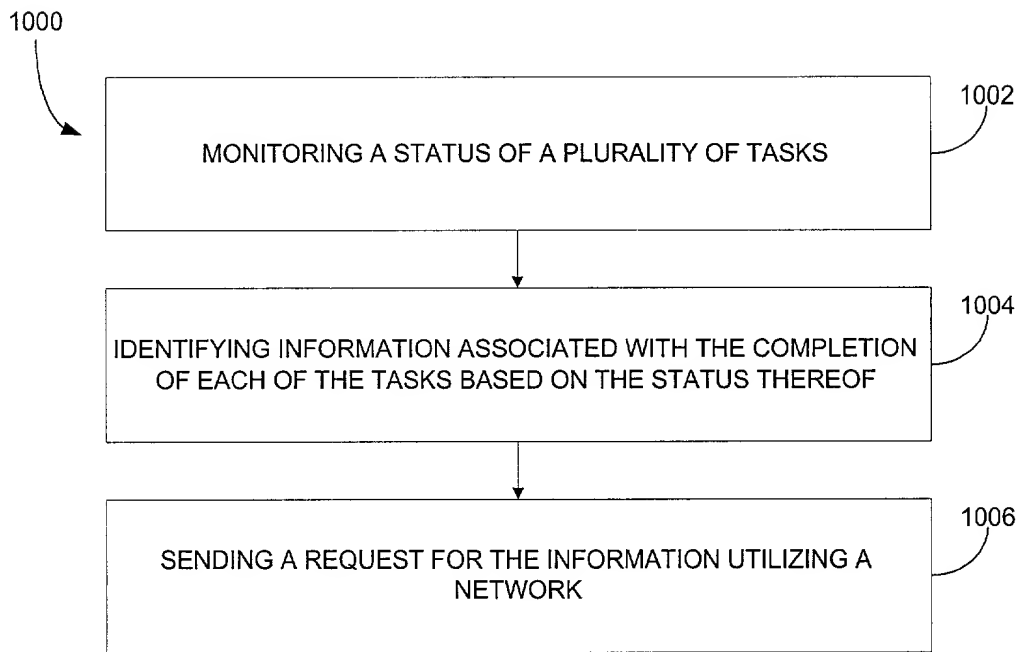 1000
1002
MONITORING A STATUS OF A PLURALITY OF TASKS
1004
IDENTIFYING INFORMATION ASSOCIATED WITH THE COMPLETION
OF EACH OF THE TASKS BASED ON THE STATUS THEREOF
1006
SENDING A REQUEST FOR THE INFORMATION UTILIZING A
NETWORK